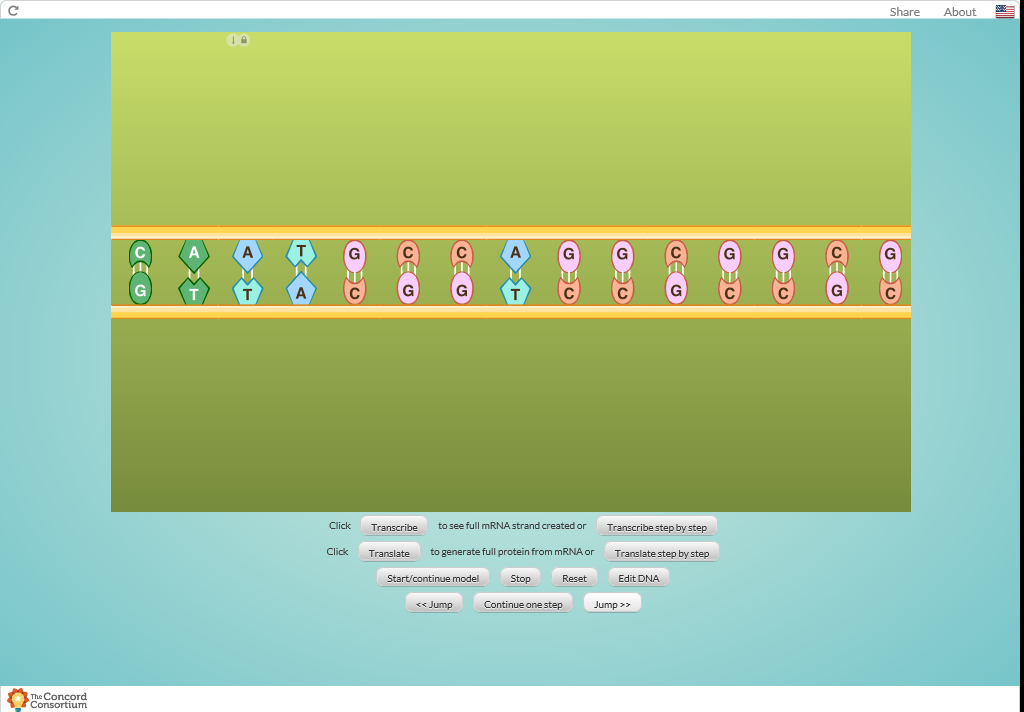 Share About
C A A T G C C A G G C G G C G
G T T A C G G T C C G C C G C
Click Transcribe to see full mRNA strand created or Transcribe step by step
Click Translate to generate full protein from mRNA or Translate step by step
Start/continue model Stop Reset Edit DNA
<< Jump Continue one step Jump >>
The Concord
Consortium